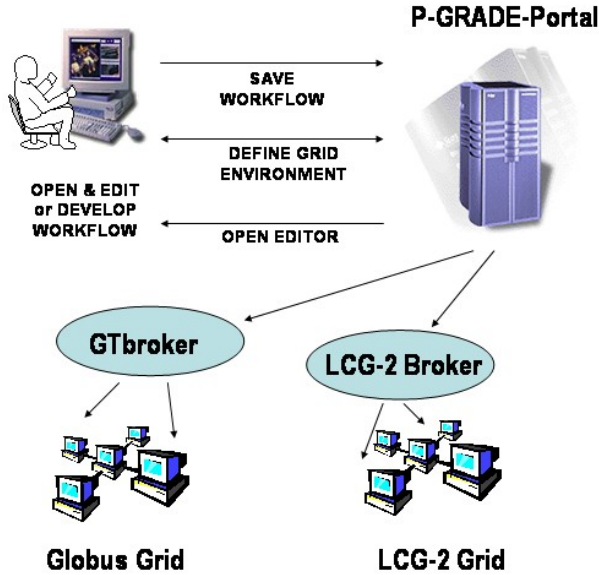 P-GRADE-Portal
SAVE
WORKFLOW
DEFINE GRID
ENVIRONMENT
OPEN & EDIT
or DEVELOP
WORKFLOW
OPEN EDITOR
GTbroker
LCG-2 Broker
Globus Grid
LCG-2 Grid